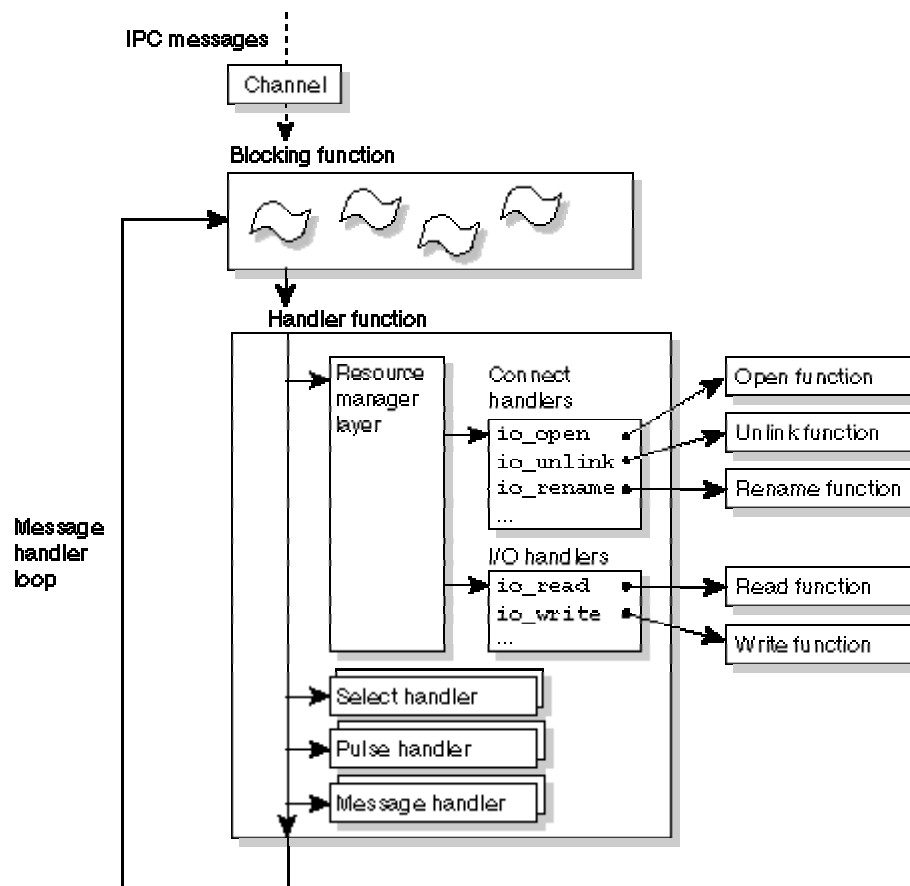 IPC messages
Channel
Blocking function
Handler function
Resource
manager
layer
Connect
handlers
io_open
io_unlink
io_rename
...
I/O handlers
io_read
io_write
...
Open function
Unlink function
Rename function
Read function
Write function
Message
handler
loop
Select handler
Pulse handler
Message handler